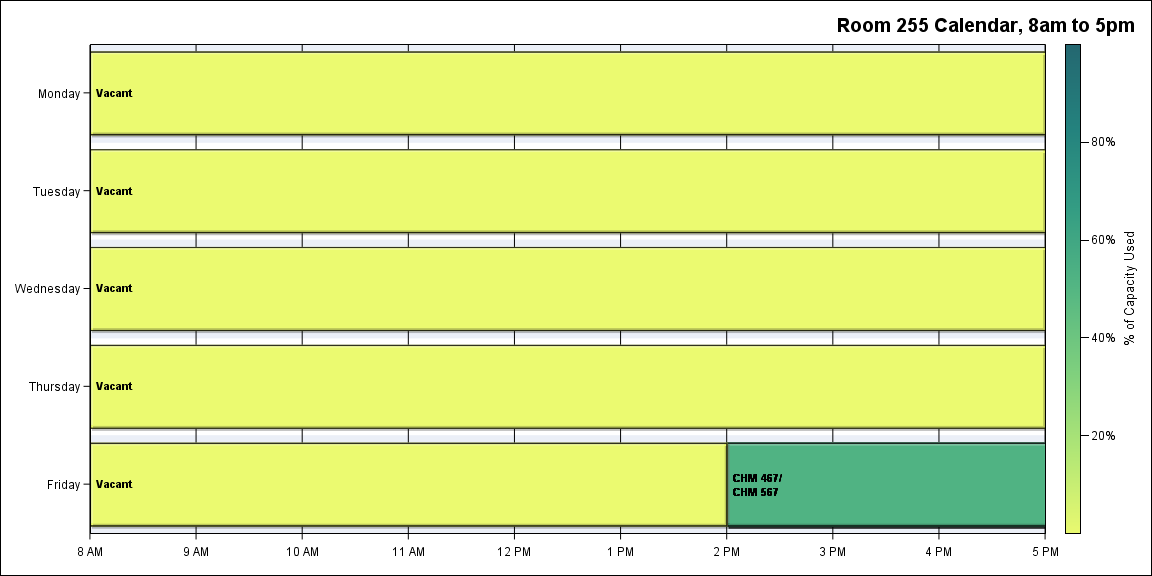 Room 255 Calendar, 8am to 5pm
Monday
Vacant
Tuesday
Vacant
Wednesday
Vacant
Thursday
Vacant
Friday
Vacant
CHM 467/
CHM 567
8 AM
9 AM
10 AM
11 AM
12 PM
1 PM
2 PM
3 PM
4 PM
5 PM
80%
60%
40%
20%
% of Capacity Used